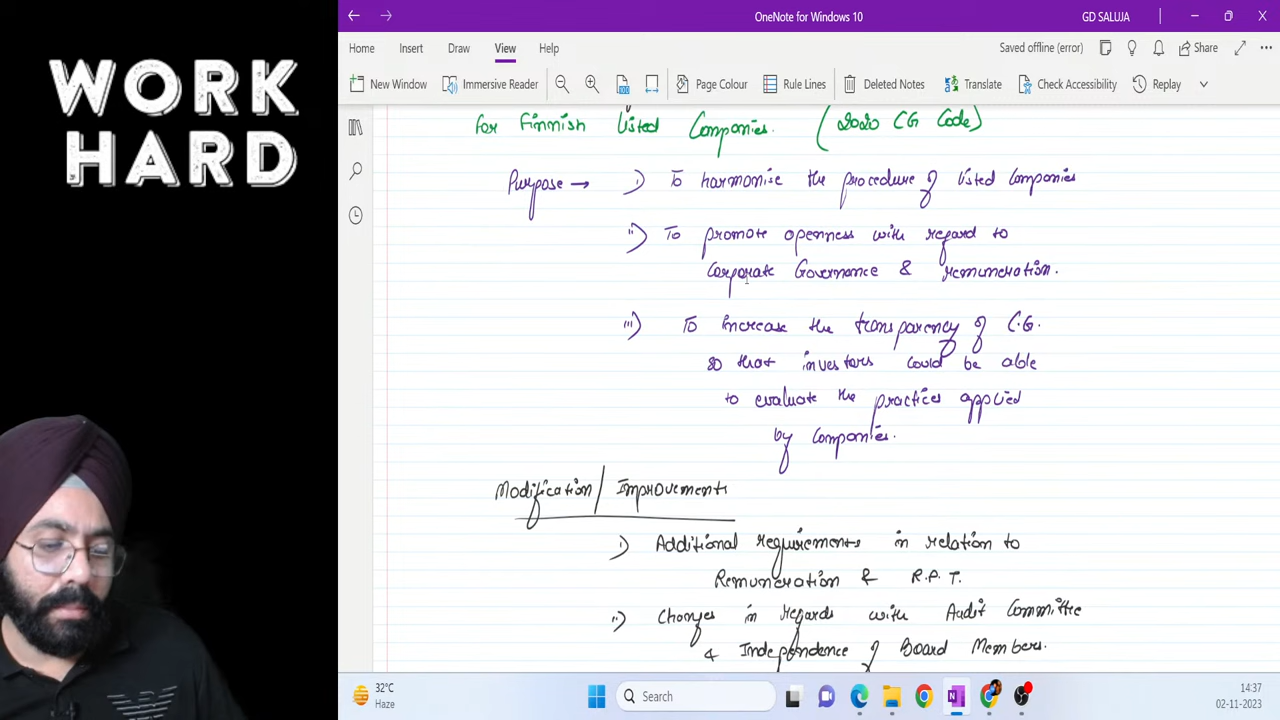 WORK
HARD
OneNote for Windows 10
GD SALUJA
Home Insert Draw View Help
Saved offline (error)
Share
New Window
Immersive Reader
Page Colour
Rule Lines
Deleted Notes
Translate
Check Accessibility
Replay
For Finnish listed Companies. (2020 CG Code)
Purpose → i) To harmonise the procedure of listed Companies
ii) To promote openness with regard to
Corporate Governance & remuneration.
iii) To increase the transparency of C.G.
so that investors could be able
to evaluate the practices applied
by Companies.
Modification / Improvements
i) Additional requirements in relation to
Remuneration & R.P.T.
ii) Changes in regards with Audit Committee
& Independence of Board Members.
32°C
Haze
Search
14:37
02-11-2023